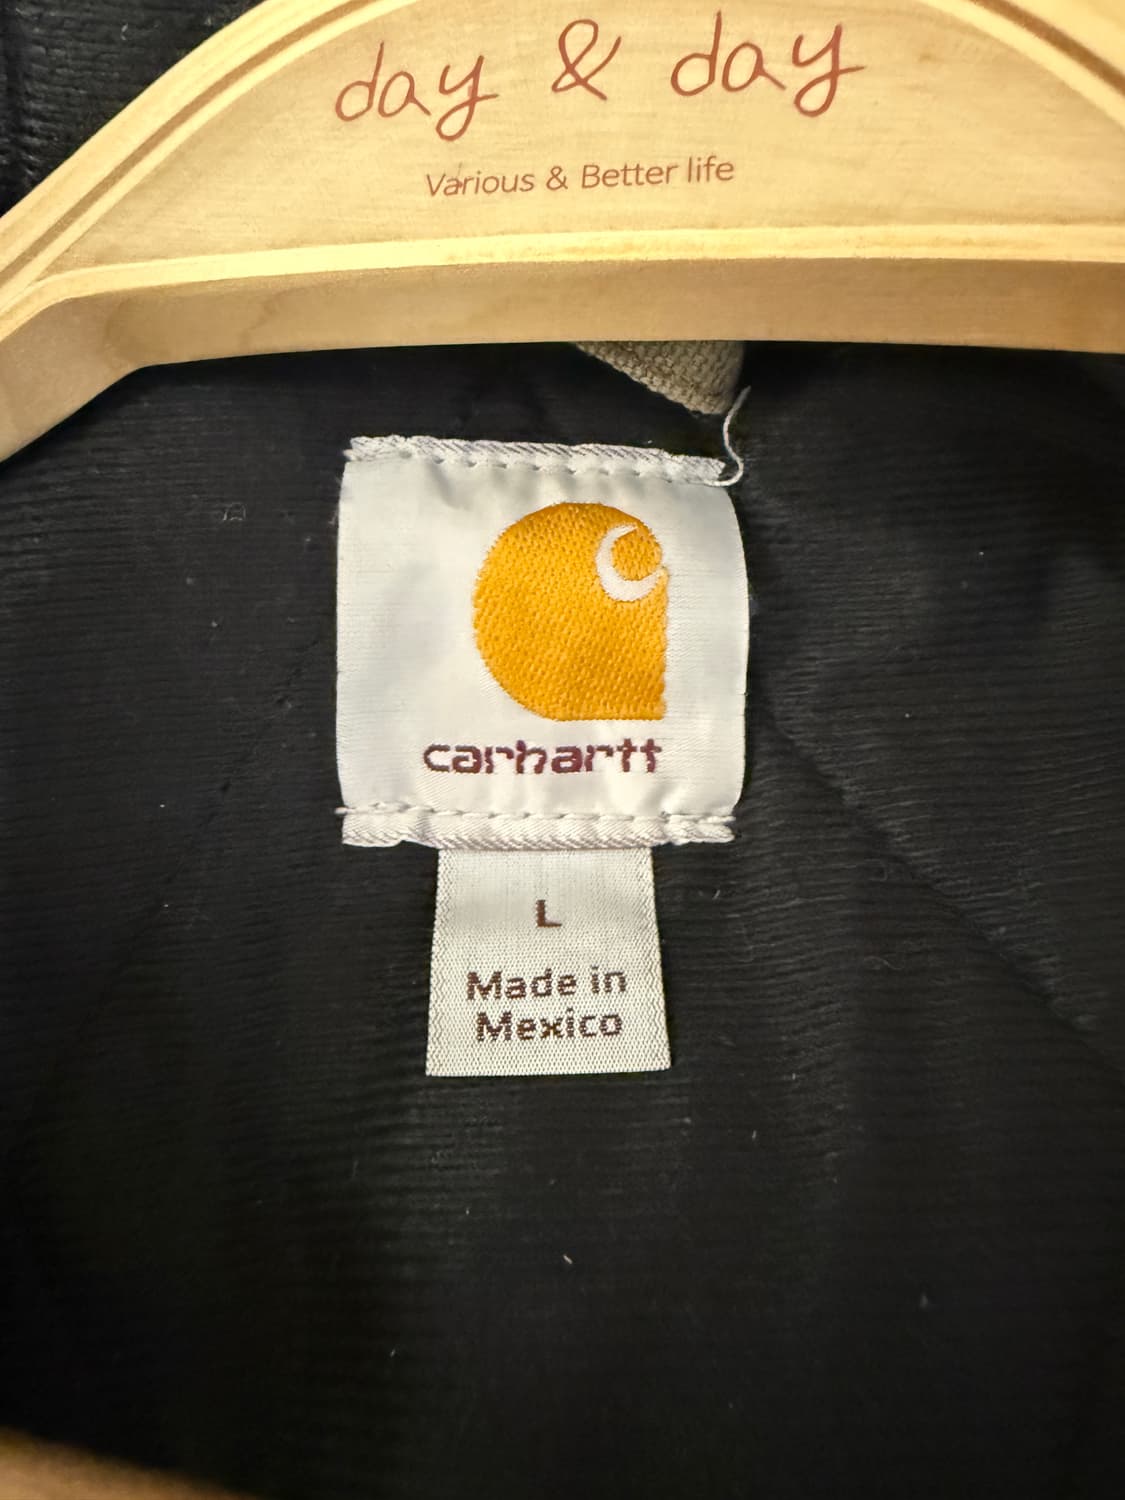 day & day
Various & Better life
carhartt
L
Made in
Mexico